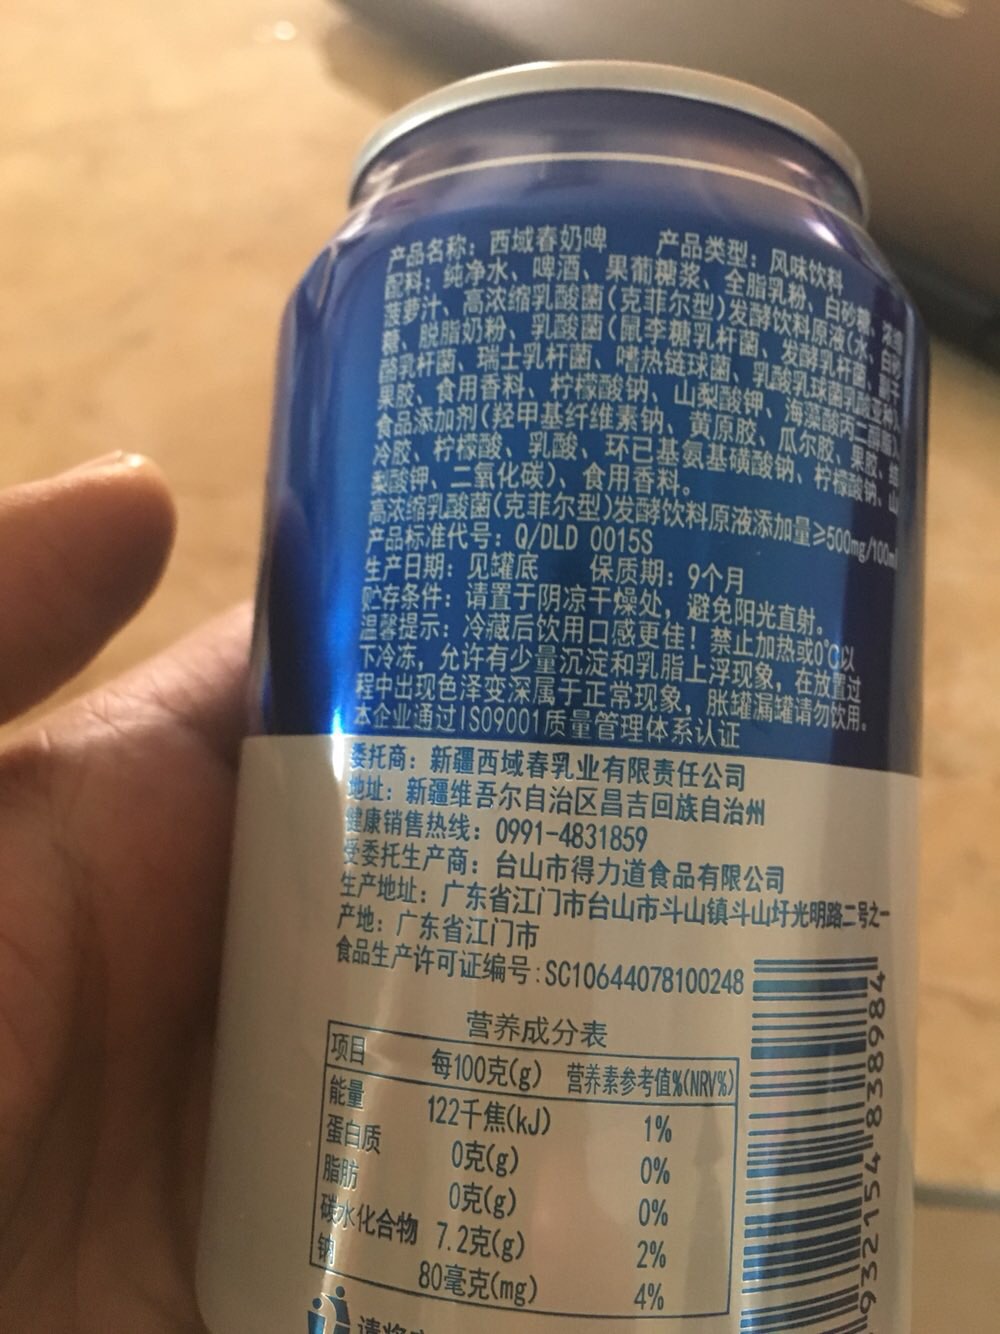 产品名称：西域春奶啤 产品类型：风味饮料
配料：纯净水、啤酒、果葡糖浆、全脂乳粉、白砂糖、浓缩
菠萝汁、高浓缩乳酸菌(克菲尔型)发酵饮料原液(水、白砂
糖、脱脂奶粉、乳酸菌(鼠李糖乳杆菌、发酵乳杆菌、
酪乳杆菌、瑞士乳杆菌、嗜热链球菌、乳酸乳球菌乳酸亚种)、
果胶、食用香料、柠檬酸钠、山梨酸钾、海藻酸丙二醇酯)、
食品添加剂(羟甲基纤维素钠、黄原胶、瓜尔胶、果胶、结
冷胶、柠檬酸、乳酸、环已基氨基磺酸钠、柠檬酸钠、山
梨酸钾、二氧化碳)、食用香料。
高浓缩乳酸菌(克菲尔型)发酵饮料原液添加量≥500mg/100ml
产品标准代号：Q/DLD 0015S
生产日期：见罐底 保质期：9个月
贮存条件：请置于阴凉干燥处，避免阳光直射。
温馨提示：冷藏后饮用口感更佳！禁止加热或0℃以
下冷冻，允许有少量沉淀和乳脂上浮现象，在放置过
程中出现色泽变深属于正常现象，胀罐漏罐请勿饮用。
本企业通过ISO9001质量管理体系认证
委托商：新疆西域春乳业有限责任公司
地址：新疆维吾尔自治区昌吉回族自治州
健康销售热线：0991-4831859
受委托生产商：台山市得力道食品有限公司
生产地址：广东省江门市台山市斗山镇斗山圩光明路二号之一
产地：广东省江门市
食品生产许可证编号:SC10644078100248
营养成分表
项目 每100克(g) 营养素参考值%(NRV%)
能量 122千焦(kJ) 1%
蛋白质 0克(g) 0%
脂肪 0克(g) 0%
碳水化合物 7.2克(g) 2%
钠 80毫克(mg) 4%
9321548 38984
请将